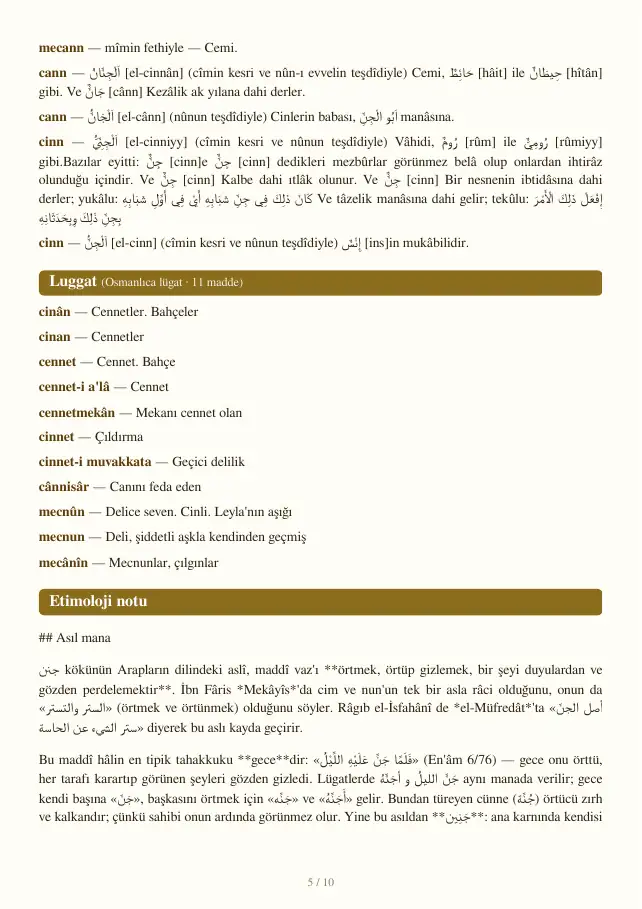 mecann — mîmin fethiyle — Cemi.
cann — اَلْجِنَّانُ [el-cinnân] (cîmin kesri ve nûn-ı evvelin teşdîdiyle) Cemi, حَائِطٌ [hâit] ile حِيطَانٌ [hîtân]
gibi. Ve جَانٌّ [cânn] Kezâlik ak yılana dahi derler.
cann — اَلْجَانُّ [el-cânn] (nûnun teşdîdiyle) Cinlerin babası, أَبُو الْجِنِّ manâsına.
cinn — اَلْجِنِّيُّ [el-cinniyy] (cîmin kesri ve nûnun teşdîdiyle) Vâhidi, رُومٌ [rûm] ile رُومِيٌّ [rûmiyy]
gibi.Bazılar eyitti: جِنٌّ [cinn]e جِنٌّ [cinn] dedikleri mezbûrlar görünmez belâ olup onlardan ihtirâz
olunduğu içindir. Ve جِنٌّ [cinn] Kalbe dahi ıtlâk olunur. Ve جِنٌّ [cinn] Bir nesnenin ibtidâsına dahi
derler; yukâlu: كَانَ ذلِكَ فِي جِنِّ شَبَابِهِ أَيْ فِي أَوَّلِ شَبَابِهِ Ve tâzelik manâsına dahi gelir; tekûlu: إِفْعَلْ ذَلِكَ الْأَمْرَ
بِجِنِّ ذَلِكَ وَبِحَدَثَانِهِ
cinn — اَلْجِنُّ [el-cinn] (cîmin kesri ve nûnun teşdîdiyle) إِنْسٌ [ins]in mukâbilidir.
Luggat (Osmanlıca lügat · 11 madde)
cinân — Cennetler. Bahçeler
cinan — Cennetler
cennet — Cennet. Bahçe
cennet-i a'lâ — Cennet
cennetmekân — Mekanı cennet olan
cinnet — Çıldırma
cinnet-i muvakkata — Geçici delilik
cânnisâr — Canını feda eden
mecnûn — Delice seven. Cinli. Leyla'nın aşığı
mecnun — Deli, şiddetli aşkla kendinden geçmiş
mecânîn — Mecnunlar, çılgınlar
Etimoloji notu
## Asıl mana
جنن kökünün Arapların dilindeki aslî, maddî vaz'ı **örtmek, örtüp gizlemek, bir şeyi duyulardan ve
gözden perdelemektir**. İbn Fâris *Mekâyîs*'da cim ve nun'un tek bir asla râci olduğunu, onun da
«الستر والتستر» (örtmek ve örtünmek) olduğunu söyler. Râgıb el-İsfahânî de *el-Müfredât*'ta «أصل الجنّ
ستر الشيء عن الحاسة» diyerek bu aslı kayda geçirir.
Bu maddî hâlin en tipik tahakkuku **gece**dir: «فَلَمَّا جَنَّ عَلَيْهِ اللَّيْلُ» (En'âm 6/76) — gece onu örttü,
her tarafı karartıp görünen şeyleri gözden gizledi. Lügatlerde جَنَّ الليلُ و أجَنَّهُ aynı manada verilir; gece
kendi başına «جَنّ», başkasını örtmek için «جَنّه» ve «أَجَنَّهُ» gelir. Bundan türeyen cünne (جُنّة) örtücü zırh
ve kalkandır; çünkü sahibi onun ardında görünmez olur. Yine bu asıldan **جَنِين**: ana karnında kendisi
5 / 10